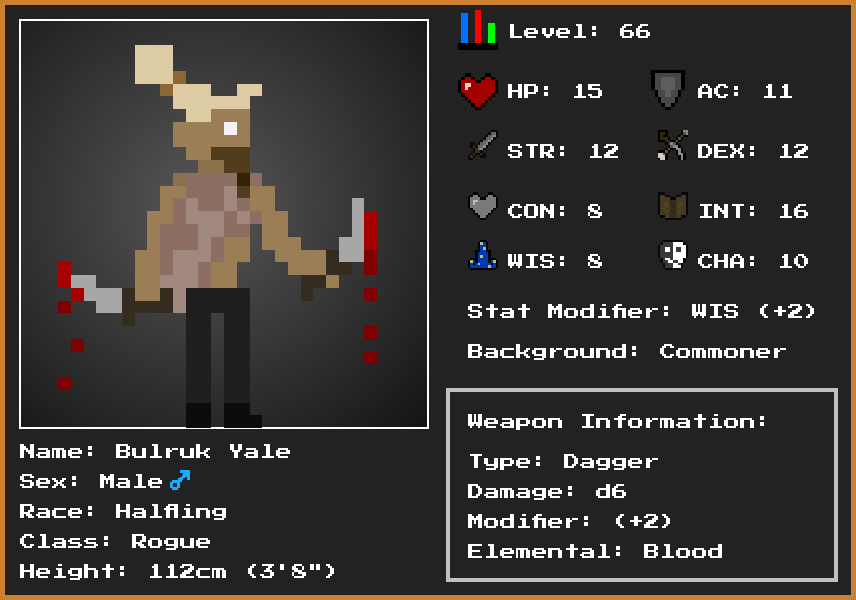 Level: 66
HP: 15
AC: 11
STR: 12
DEX: 12
CON: 8
INT: 16
WIS: 8
CHA: 10
Stat Modifier: WIS (+2)
Background: Commoner
Weapon Information:
Type: Dagger
Damage: d6
Modifier: (+2)
Elemental: Blood
Name: Bulruk Yale
Sex: Male♂
Race: Halfling
Class: Rogue
Height: 112cm (3'8")